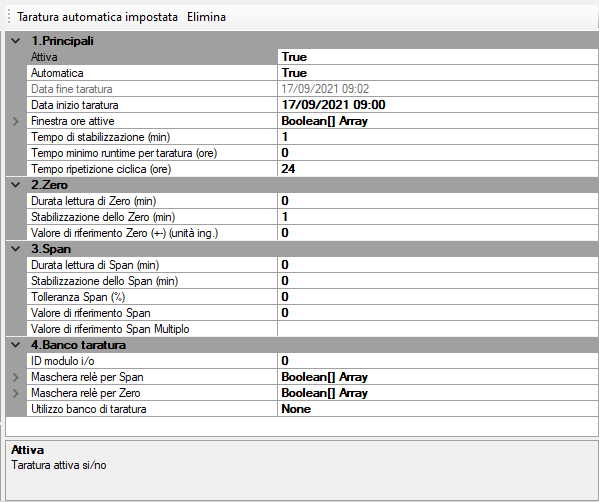 Taratura automatica impostata Elimina
1.Principali
Attiva True
Automatica True
Data fine taratura 17/09/2021 09:02
Data inizio taratura 17/09/2021 09:00
Finestra ore attive Boolean[] Array
Tempo di stabilizzazione (min) 1
Tempo minimo runtime per taratura (ore) 0
Tempo ripetizione ciclica (ore) 24
2.Zero
Durata lettura di Zero (min) 0
Stabilizzazione dello Zero (min) 1
Valore di riferimento Zero (+-) (unità ing.) 0
3.Span
Durata lettura di Span (min) 0
Stabilizzazione dello Span (min) 0
Tolleranza Span (%) 0
Valore di riferimento Span 0
Valore di riferimento Span Multiplo
4.Banco taratura
ID modulo i/o 0
Maschera relè per Span Boolean[] Array
Maschera relè per Zero Boolean[] Array
Utilizzo banco di taratura None
Attiva
Taratura attiva si/no